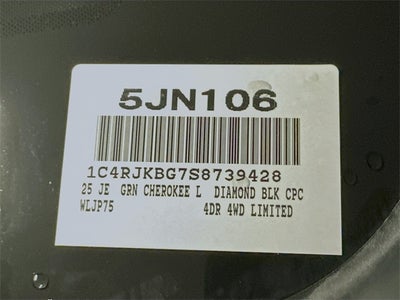 5JN106
1C4RJKBG7S8739428
25 JE GRN CHEROKEE L DIAMOND BLK CPC
WLJP75 4DR 4WD LIMITED